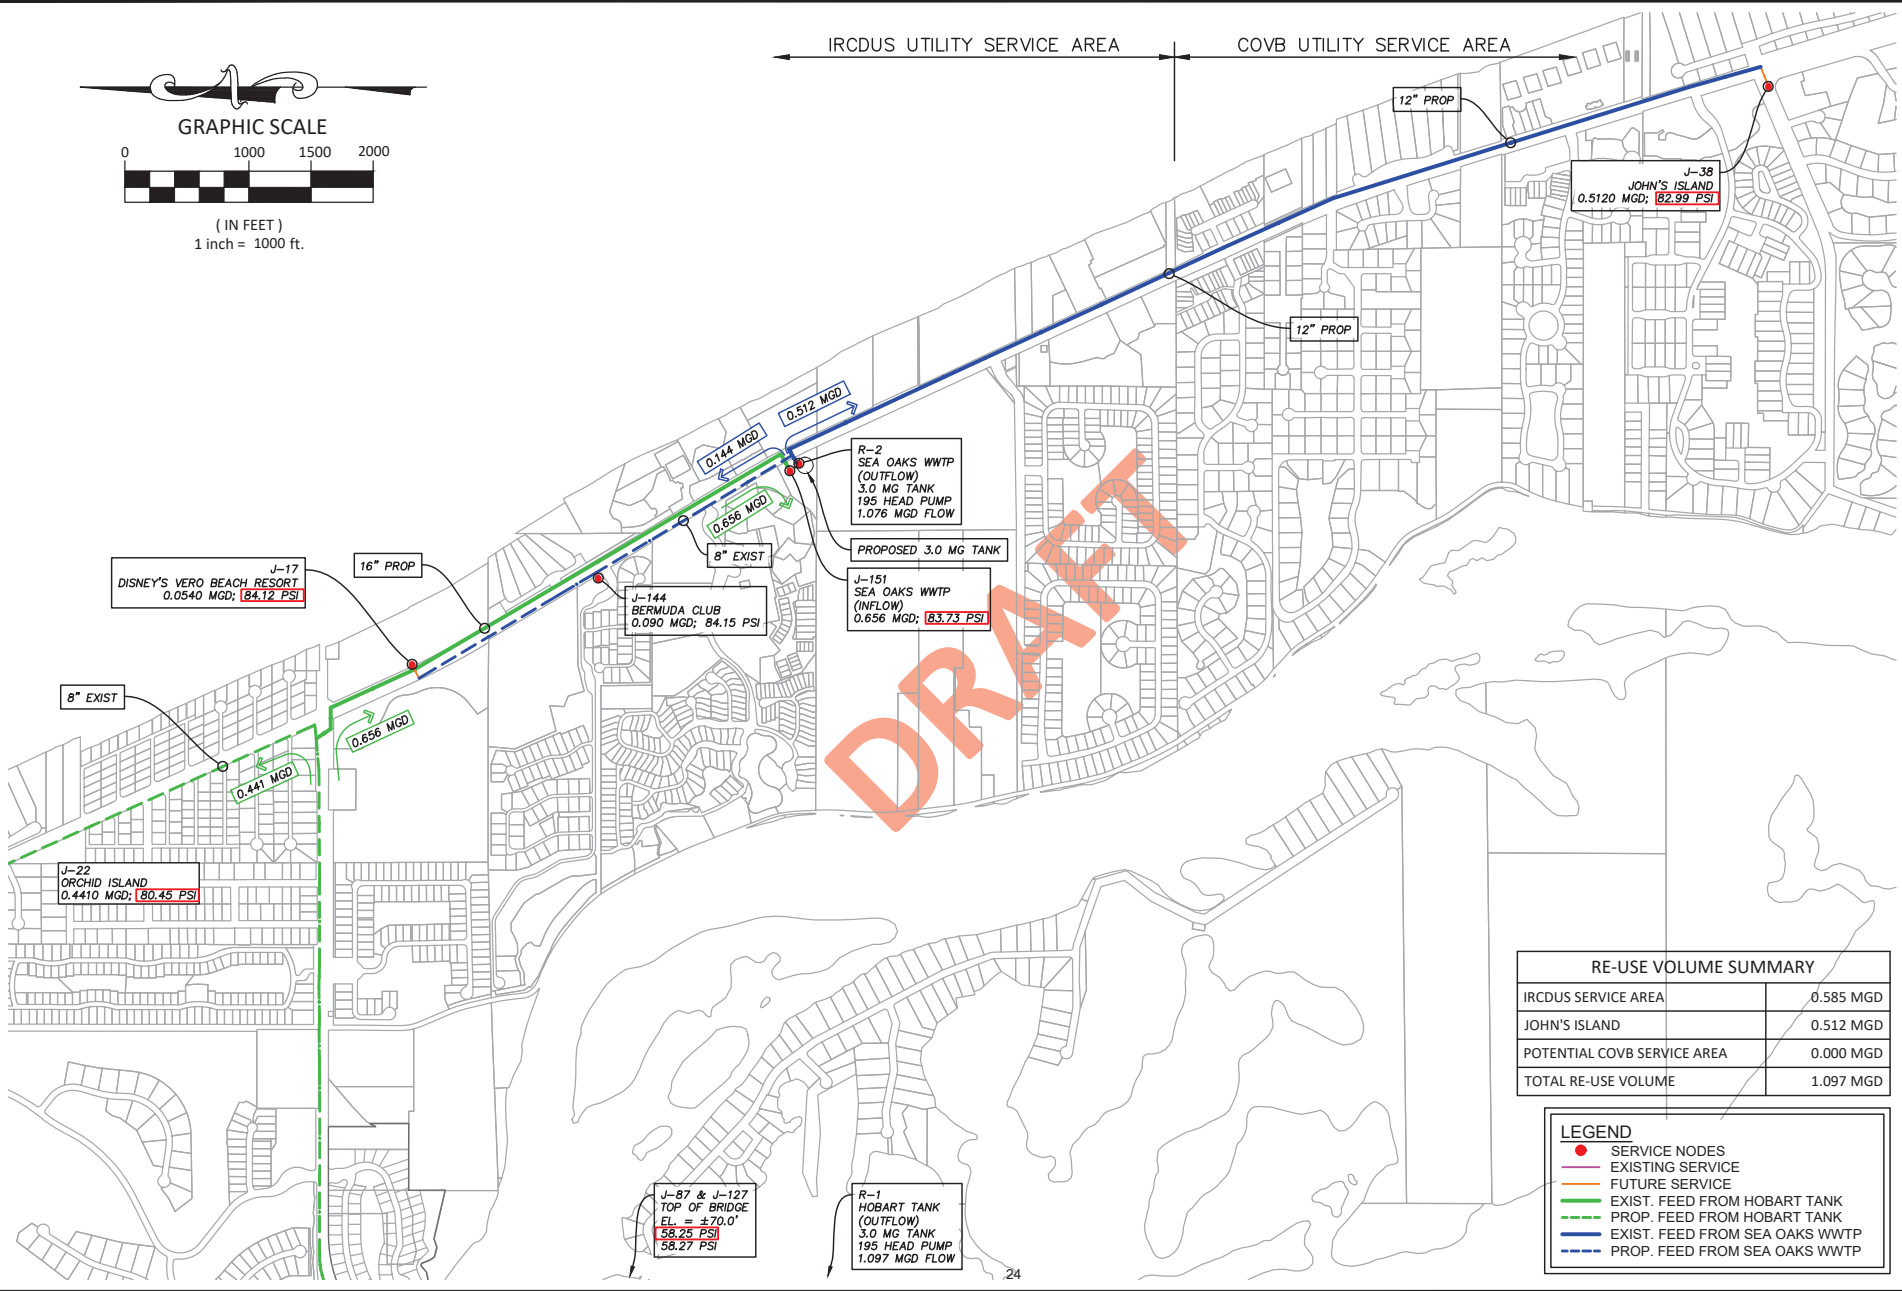 IRCDUS UTILITY SERVICE AREA
COVB UTILITY SERVICE AREA
GRAPHIC SCALE
0 1000 1500 2000
( IN FEET )
1 inch = 1000 ft.
12" PROP
J-38
JOHN'S ISLAND
0.5120 MGD; 82.99 PSI
12" PROP
0.512 MGD
0.144 MGD
0.656 MGD
R-2
SEA OAKS WWTP
(OUTFLOW)
3.0 MG TANK
195 HEAD PUMP
1.076 MGD FLOW
PROPOSED 3.0 MG TANK
8" EXIST
J-151
SEA OAKS WWTP
(INFLOW)
0.656 MGD; 83.73 PSI
J-17
DISNEY'S VERO BEACH RESORT
0.0540 MGD; 84.12 PSI
16" PROP
J-144
BERMUDA CLUB
0.090 MGD; 84.15 PSI
DRAFT
8" EXIST
0.656 MGD
0.441 MGD
J-22
ORCHID ISLAND
0.4410 MGD; 80.45 PSI
RE-USE VOLUME SUMMARY
IRCDUS SERVICE AREA 0.585 MGD
JOHN'S ISLAND 0.512 MGD
POTENTIAL COVB SERVICE AREA 0.000 MGD
TOTAL RE-USE VOLUME 1.097 MGD
LEGEND
SERVICE NODES
EXISTING SERVICE
FUTURE SERVICE
EXIST. FEED FROM HOBART TANK
PROP. FEED FROM HOBART TANK
EXIST. FEED FROM SEA OAKS WWTP
PROP. FEED FROM SEA OAKS WWTP
J-87 & J-127
TOP OF BRIDGE
EL. = ±70.0'
58.25 PSI
58.27 PSI
R-1
HOBART TANK
(OUTFLOW)
3.0 MG TANK
195 HEAD PUMP
1.097 MGD FLOW
24